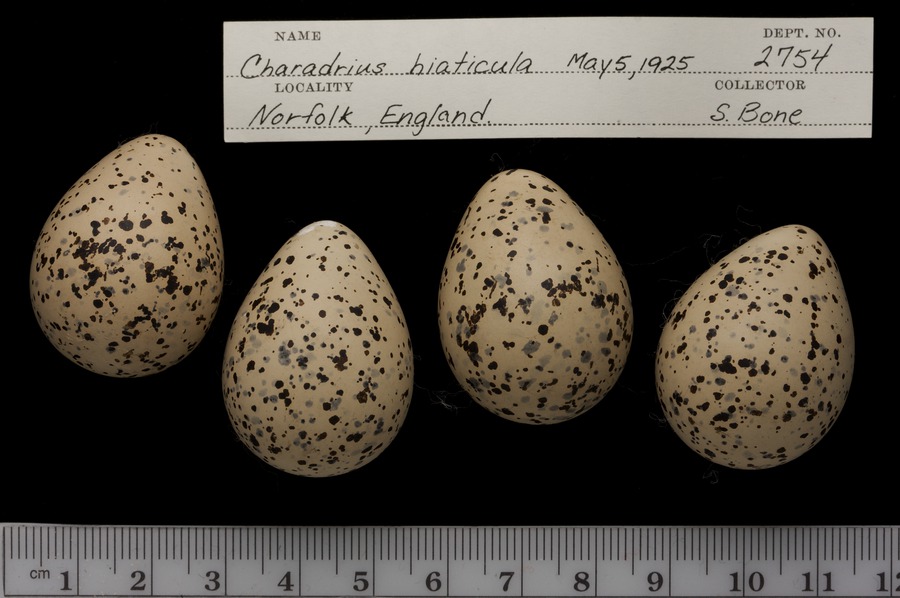 NAME DEPT. NO.
Charadrius hiaticula May 5, 1925 2754
LOCALITY COLLECTOR
Norfolk, England. S. Bone
cm 1 2 3 4 5 6 7 8 9 10 11 12